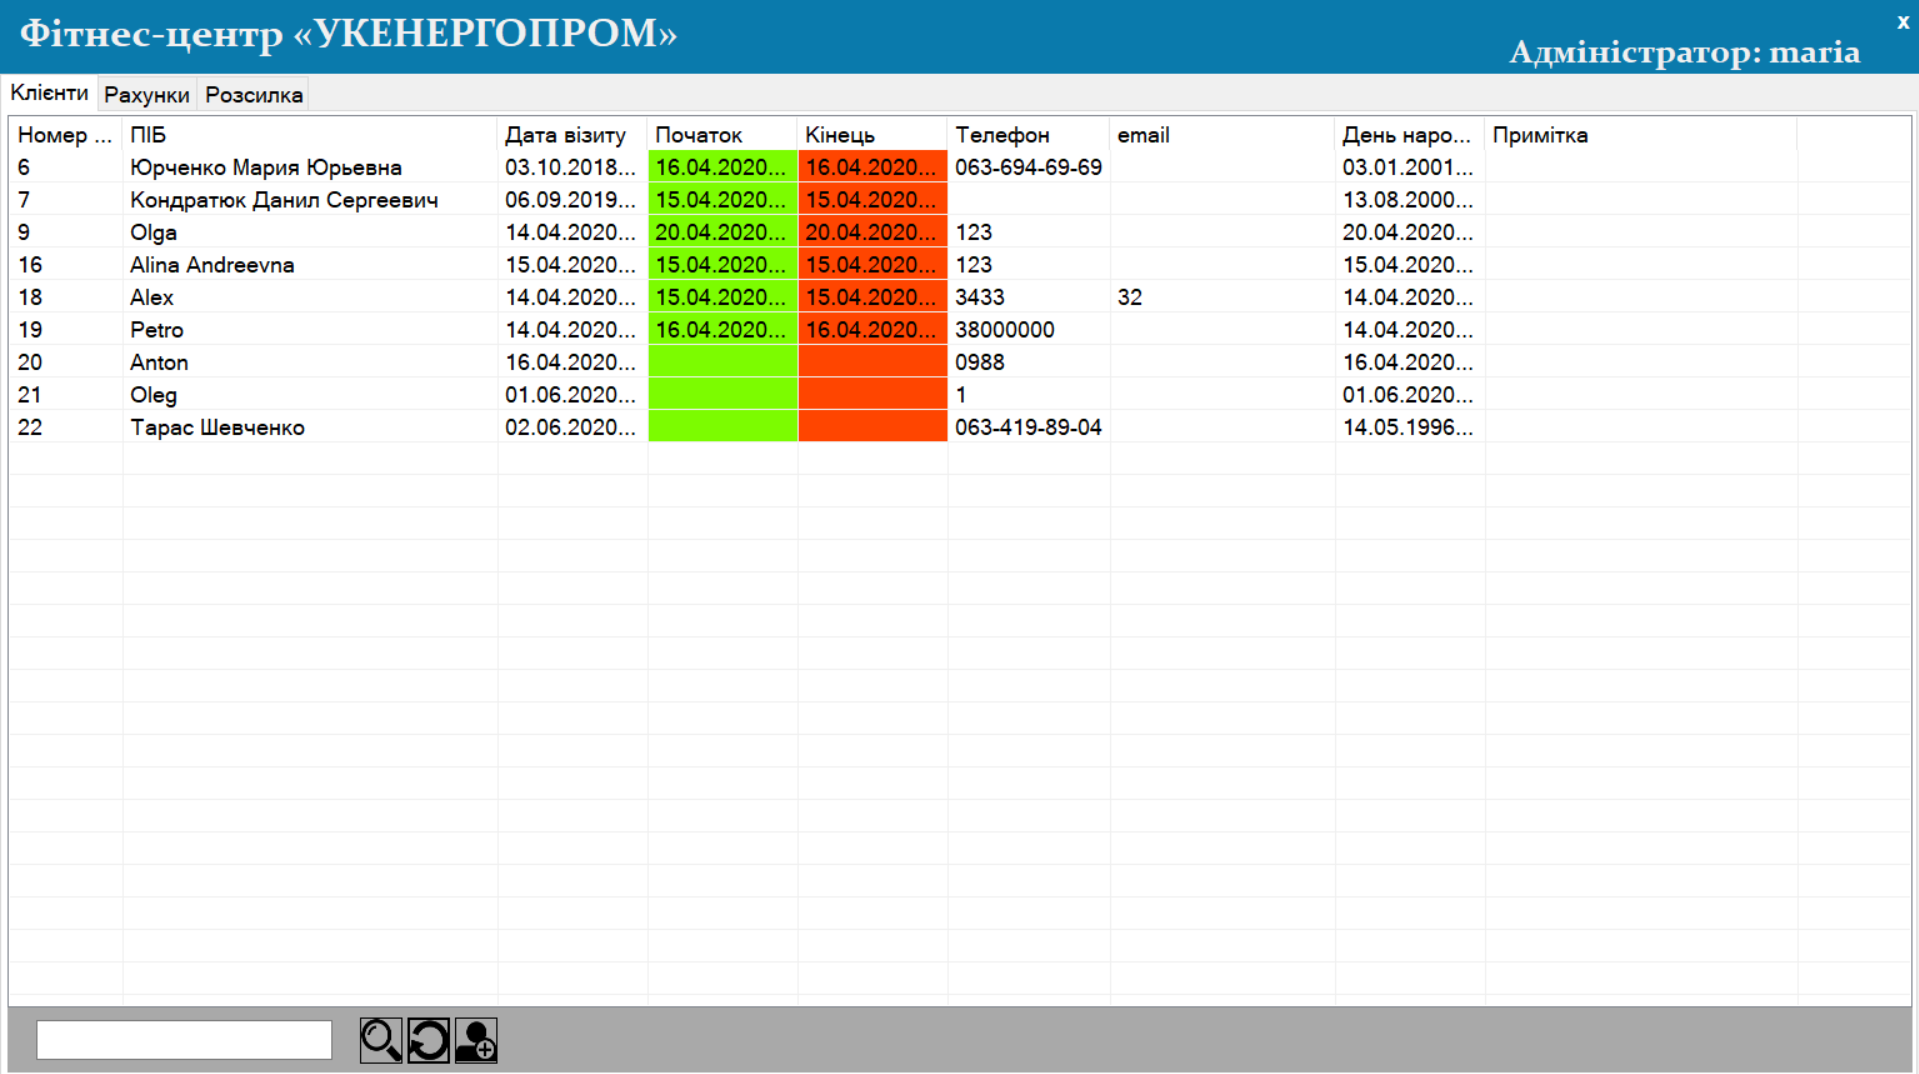 Фітнес-центр «УКЕНЕРГОПРОМ»
x
Адміністратор: maria
Клієнти Рахунки Розсилка
Номер ... ПІБ Дата візиту Початок Кінець Телефон email День наро... Примітка
6 Юрченко Мария Юрьевна 03.10.2018... 16.04.2020... 16.04.2020... 063-694-69-69 03.01.2001...
7 Кондратюк Данил Сергеевич 06.09.2019... 15.04.2020... 15.04.2020... 13.08.2000...
9 Olga 14.04.2020... 20.04.2020... 20.04.2020... 123 20.04.2020...
16 Alina Andreevna 15.04.2020... 15.04.2020... 15.04.2020... 123 15.04.2020...
18 Alex 14.04.2020... 15.04.2020... 15.04.2020... 3433 32 14.04.2020...
19 Petro 14.04.2020... 16.04.2020... 16.04.2020... 38000000 14.04.2020...
20 Anton 16.04.2020... 0988 16.04.2020...
21 Oleg 01.06.2020... 1 01.06.2020...
22 Тарас Шевченко 02.06.2020... 063-419-89-04 14.05.1996...